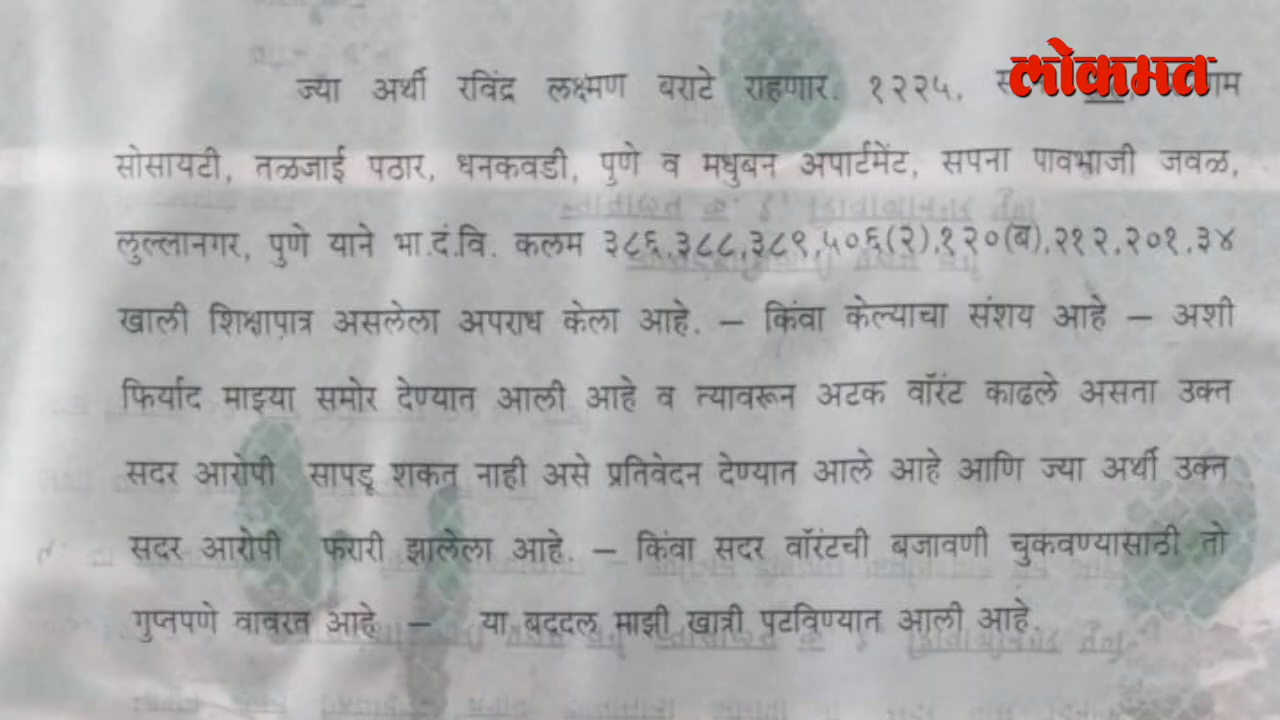 लोकमत
ज्या अर्थी रविंद्र लक्ष्मण बराटे राहणार. १२२५,
सोसायटी, तळजाई पठार, धनकवडी, पुणे व मधुबन अपार्टमेंट, सपना पावभाजी जवळ,
लुल्लानगर, पुणे याने भा.दं.वि. कलम ३८६,३८८,३८९,५०६(२),१२०(ब),२१२,२०१,३४
खाली शिक्षापात्र असलेला अपराध केला आहे. – किंवा केल्याचा संशय आहे – अशी
फिर्याद माझ्या समोर देण्यात आली आहे व त्यावरून अटक वॉरंट काढले असता उक्त
सदर आरोपी सापडू शकत नाही असे प्रतिवेदन देण्यात आले आहे आणि ज्या अर्थी उक्त
सदर आरोपी फरारी झालेला आहे. – किंवा सदर वॉरंटची बजावणी चुकवण्यासाठी तो
गुप्तपणे वावरत आहे – या बद्दल माझी खात्री पटविण्यात आली आहे.